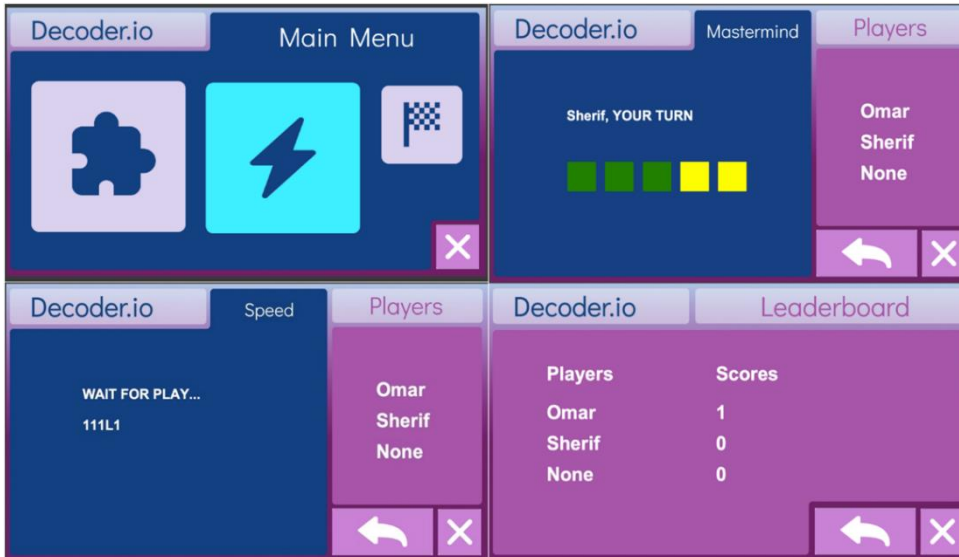 Decoder.io
Main Menu
Decoder.io
Mastermind
Players
Sherif, YOUR TURN
Omar
Sherif
None
Decoder.io
Speed
Players
WAIT FOR PLAY...
111L1
Omar
Sherif
None
Decoder.io
Leaderboard
Players Scores
Omar 1
Sherif 0
None 0